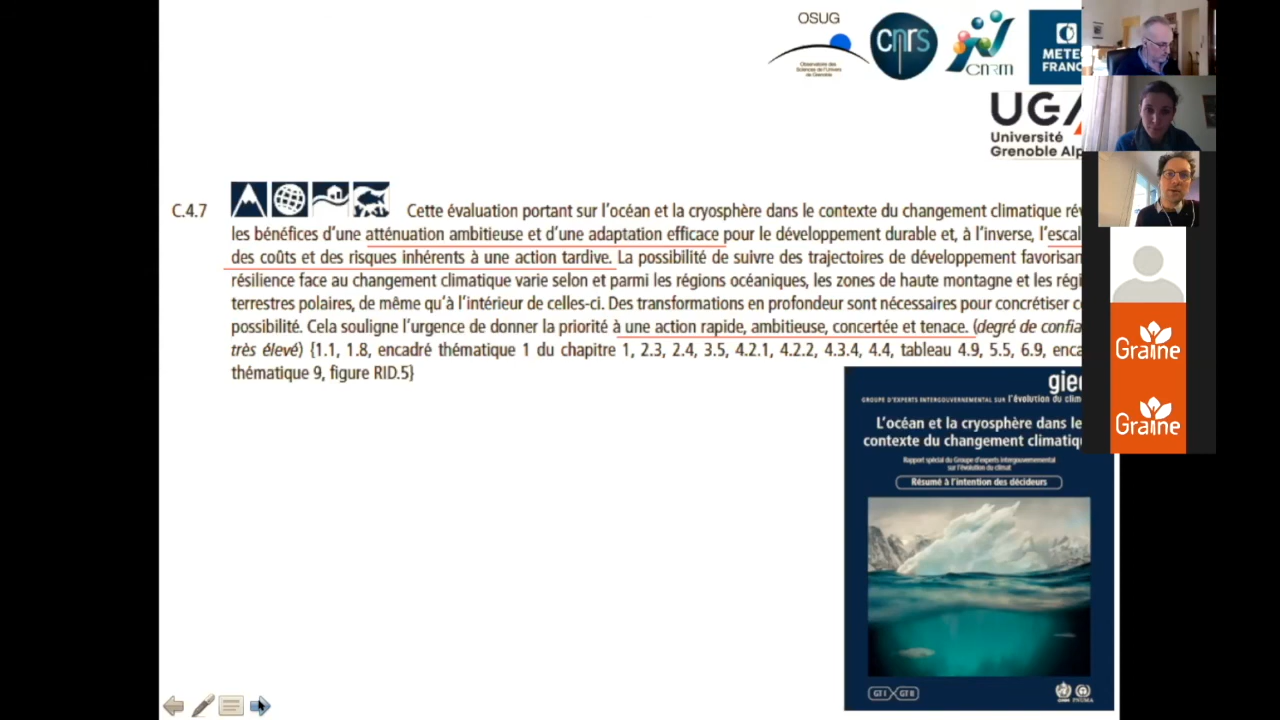 OSUG
Observatoire des
Sciences de l'Univers
de Grenoble
cnrs
CNRM
METE
FRANC
UGA
Université
Grenoble Alp
C.4.7 Cette évaluation portant sur l'océan et la cryosphère dans le contexte du changement climatique rév
les bénéfices d'une atténuation ambitieuse et d'une adaptation efficace pour le développement durable et, à l'inverse, l'escal
des coûts et des risques inhérents à une action tardive. La possibilité de suivre des trajectoires de développement favorisan
résilience face au changement climatique varie selon et parmi les régions océaniques, les zones de haute montagne et les régi
terrestres polaires, de même qu'à l'intérieur de celles-ci. Des transformations en profondeur sont nécessaires pour concrétiser c
possibilité. Cela souligne l'urgence de donner la priorité à une action rapide, ambitieuse, concertée et tenace. (degré de confia
très élevé) {1.1, 1.8, encadré thématique 1 du chapitre 1, 2.3, 2.4, 3.5, 4.2.1, 4.2.2, 4.3.4, 4.4, tableau 4.9, 5.5, 6.9, enca
thématique 9, figure RID.5}
Graine
Graine
gie
GROUPE D'EXPERTS INTERGOUVERNEMENTAL SUR l'évolution du clim
L'océan et la cryosphère dans le
contexte du changement climatiq
Rapport spécial du Groupe d'experts intergouvernemental
sur l'évolution du climat
Résumé à l'intention des décideurs
GT I GT II
PNUMA